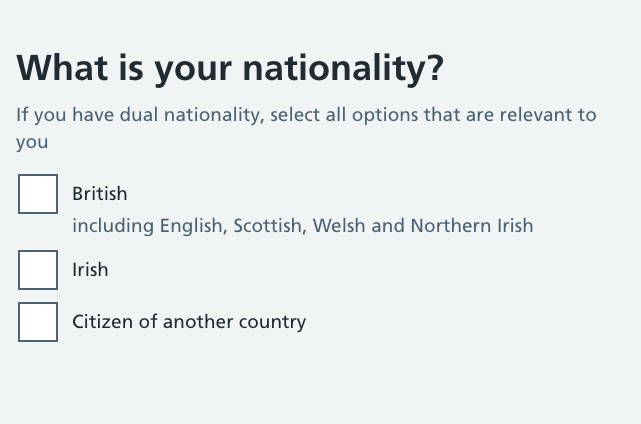 What is your nationality?
If you have dual nationality, select all options that are relevant to
you
British
including English, Scottish, Welsh and Northern Irish
Irish
Citizen of another country